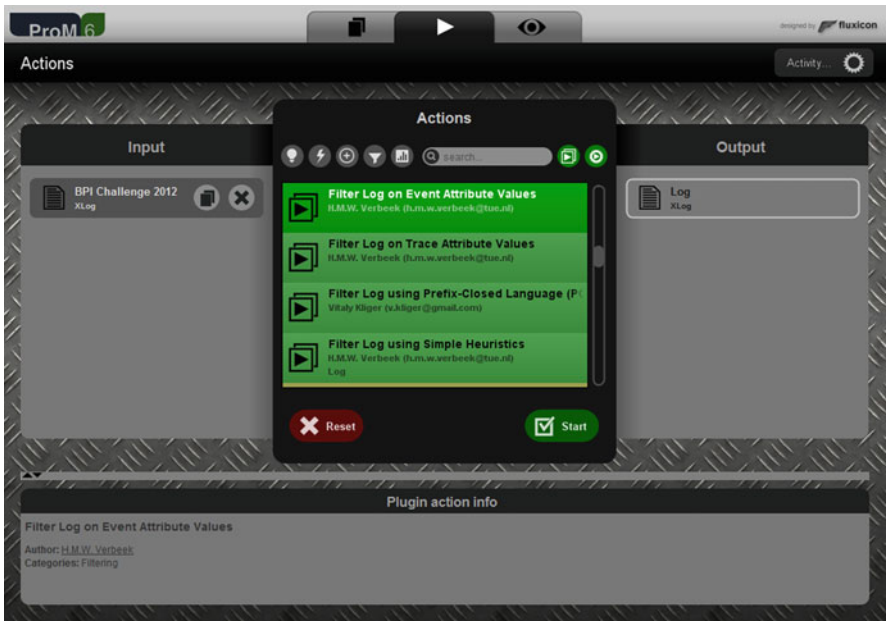 ProM 6
designed by fluxicon
Actions
Activity...
Input
BPI Challenge 2012
XLog
Actions
search...
Filter Log on Event Attribute Values
H.M.W. Verbeek (h.m.w.verbeek@tue.nl)
Filter Log on Trace Attribute Values
H.M.W. Verbeek (h.m.w.verbeek@tue.nl)
Filter Log using Prefix-Closed Language (P
Vitaly Kliger (v.kliger@gmail.com)
Filter Log using Simple Heuristics
H.M.W. Verbeek (h.m.w.verbeek@tue.nl)
Log
Reset
Start
Output
Log
XLog
Plugin action info
Filter Log on Event Attribute Values
Author: H.M.W. Verbeek
Categories: Filtering